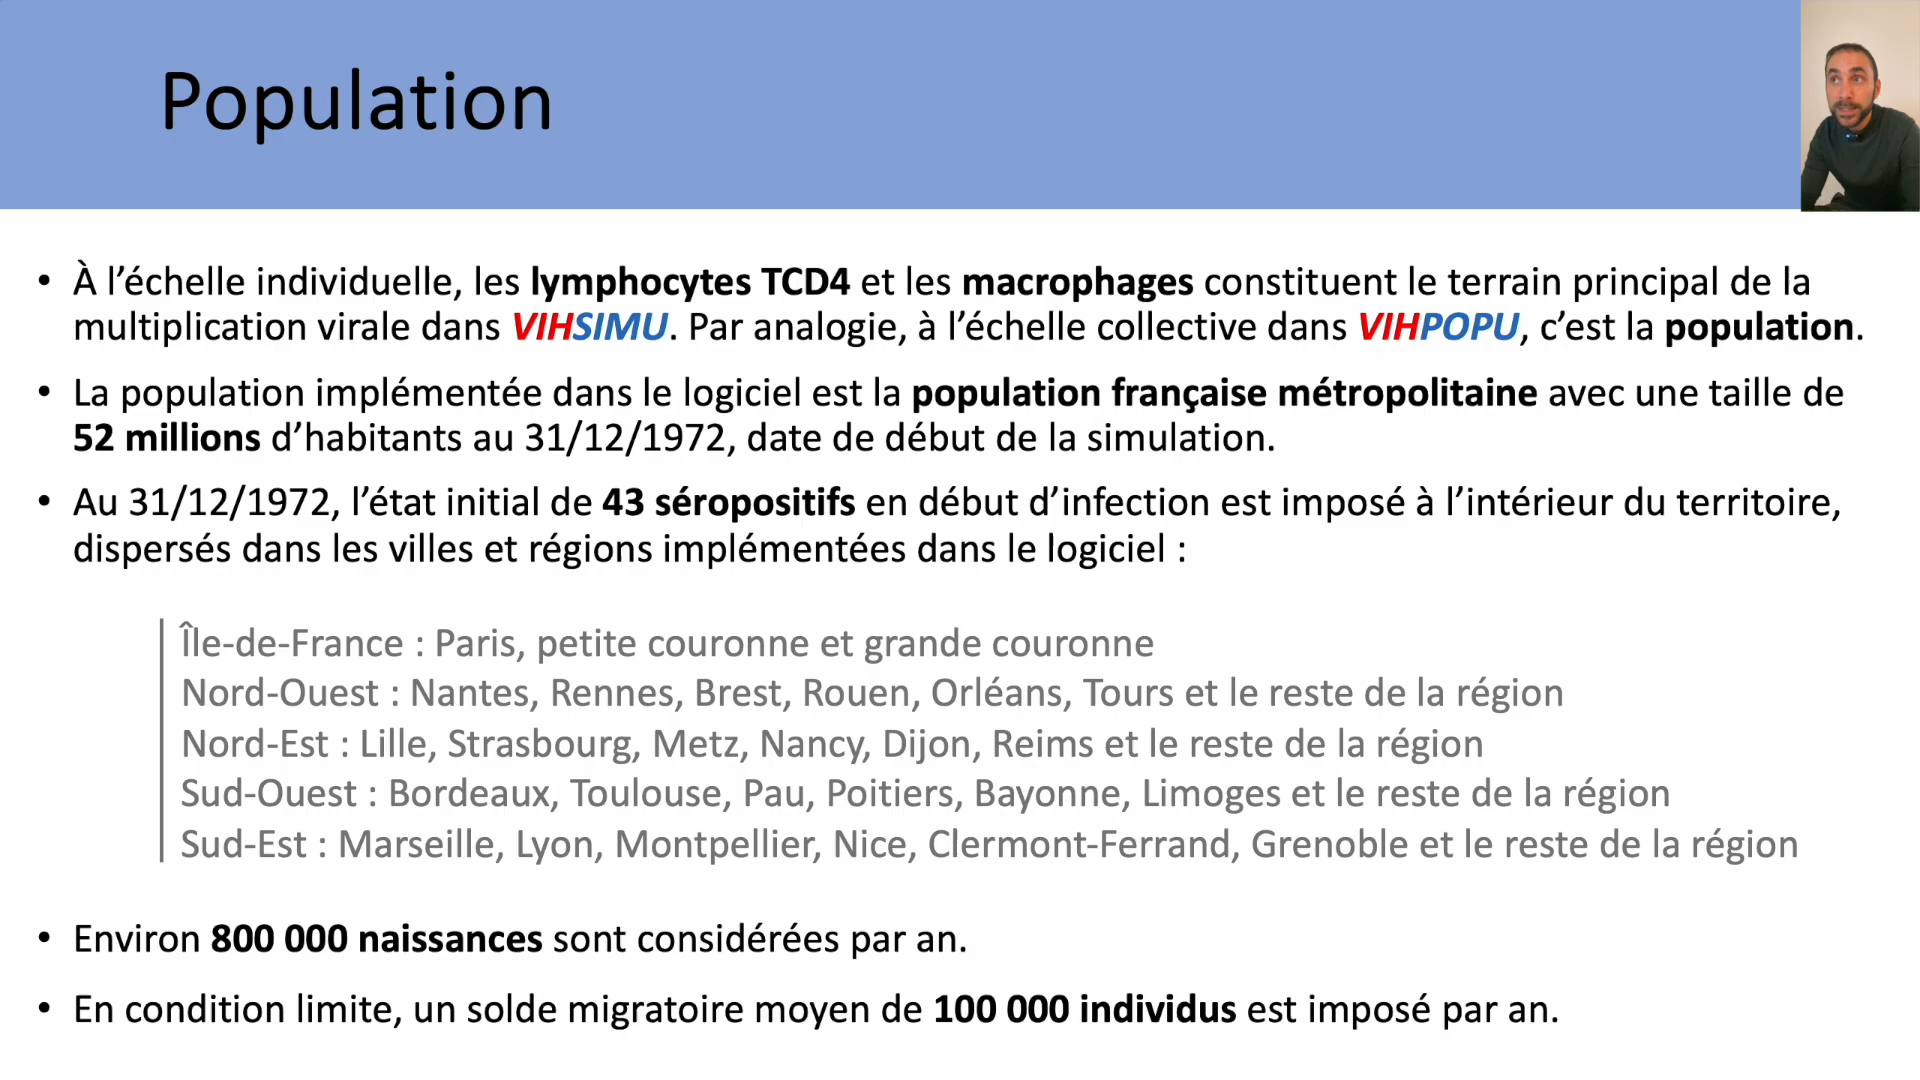 Population
• À l’échelle individuelle, les lymphocytes TCD4 et les macrophages constituent le terrain principal de la
multiplication virale dans VIHSIMU. Par analogie, à l’échelle collective dans VIHPOPU, c’est la population.
• La population implémentée dans le logiciel est la population française métropolitaine avec une taille de
52 millions d’habitants au 31/12/1972, date de début de la simulation.
• Au 31/12/1972, l’état initial de 43 séropositifs en début d’infection est imposé à l’intérieur du territoire,
dispersés dans les villes et régions implémentées dans le logiciel :
Île-de-France : Paris, petite couronne et grande couronne
Nord-Ouest : Nantes, Rennes, Brest, Rouen, Orléans, Tours et le reste de la région
Nord-Est : Lille, Strasbourg, Metz, Nancy, Dijon, Reims et le reste de la région
Sud-Ouest : Bordeaux, Toulouse, Pau, Poitiers, Bayonne, Limoges et le reste de la région
Sud-Est : Marseille, Lyon, Montpellier, Nice, Clermont-Ferrand, Grenoble et le reste de la région
• Environ 800 000 naissances sont considérées par an.
• En condition limite, un solde migratoire moyen de 100 000 individus est imposé par an.